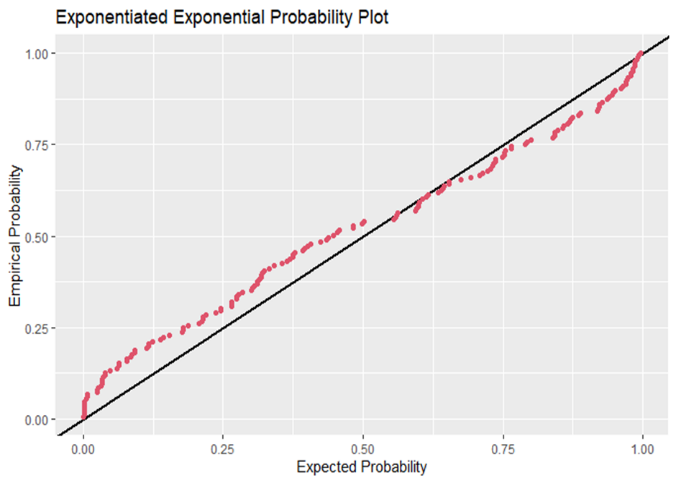 Exponentiated Exponential Probability Plot
1.00
0.75
0.50
0.25
0.00
Empirical Probability
0.00 0.25 0.50 0.75 1.00
Expected Probability